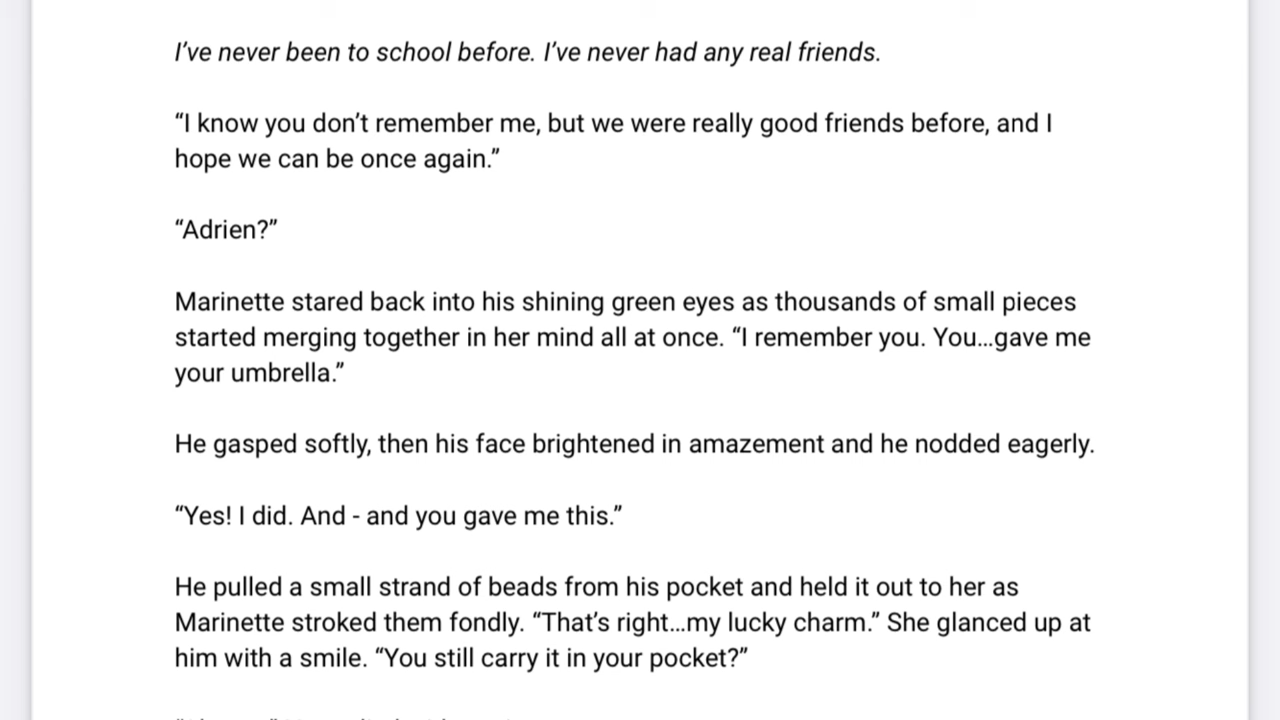 I’ve never been to school before. I’ve never had any real friends.
“I know you don’t remember me, but we were really good friends before, and I
hope we can be once again.”
“Adrien?”
Marinette stared back into his shining green eyes as thousands of small pieces
started merging together in her mind all at once. “I remember you. You…gave me
your umbrella.”
He gasped softly, then his face brightened in amazement and he nodded eagerly.
“Yes! I did. And - and you gave me this.”
He pulled a small strand of beads from his pocket and held it out to her as
Marinette stroked them fondly. “That’s right…my lucky charm.” She glanced up at
him with a smile. “You still carry it in your pocket?”